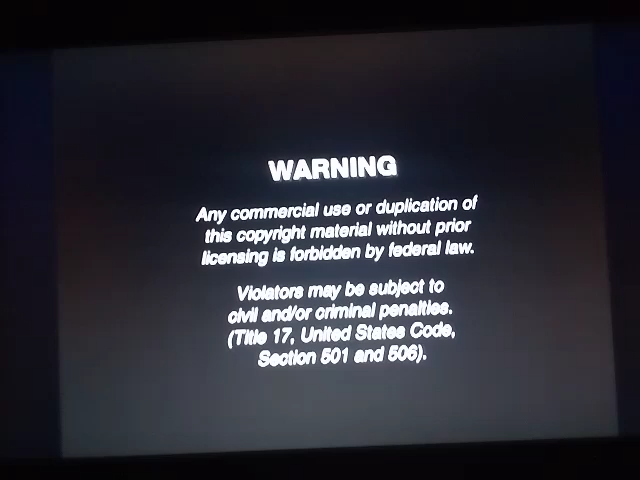 WARNING
Any commercial use or duplication of
this copyright material without prior
licensing is forbidden by federal law.
Violators may be subject to
civil and/or criminal penalties.
(Title 17, United States Code,
Section 501 and 506).